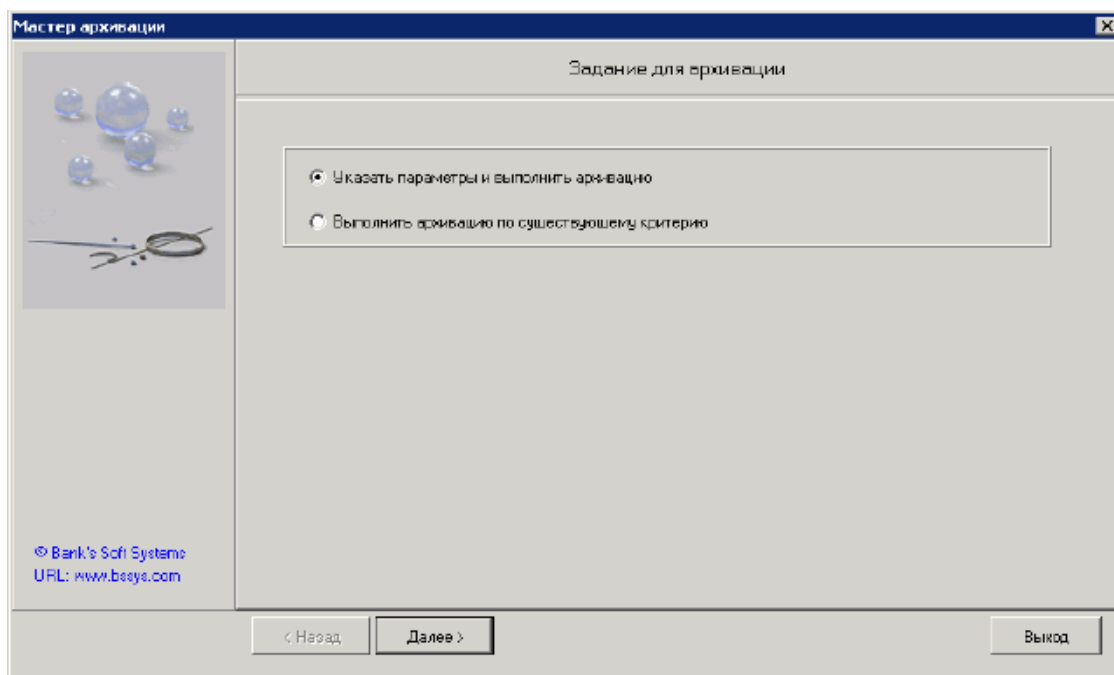 Мастер архивации
Задание для архивации
Указать параметры и выполнить архивацию
Выполнить архивацию по существующему критерию
© Bank's Soft Systems
URL: www.bssys.com
< Назад
Далее >
Выход